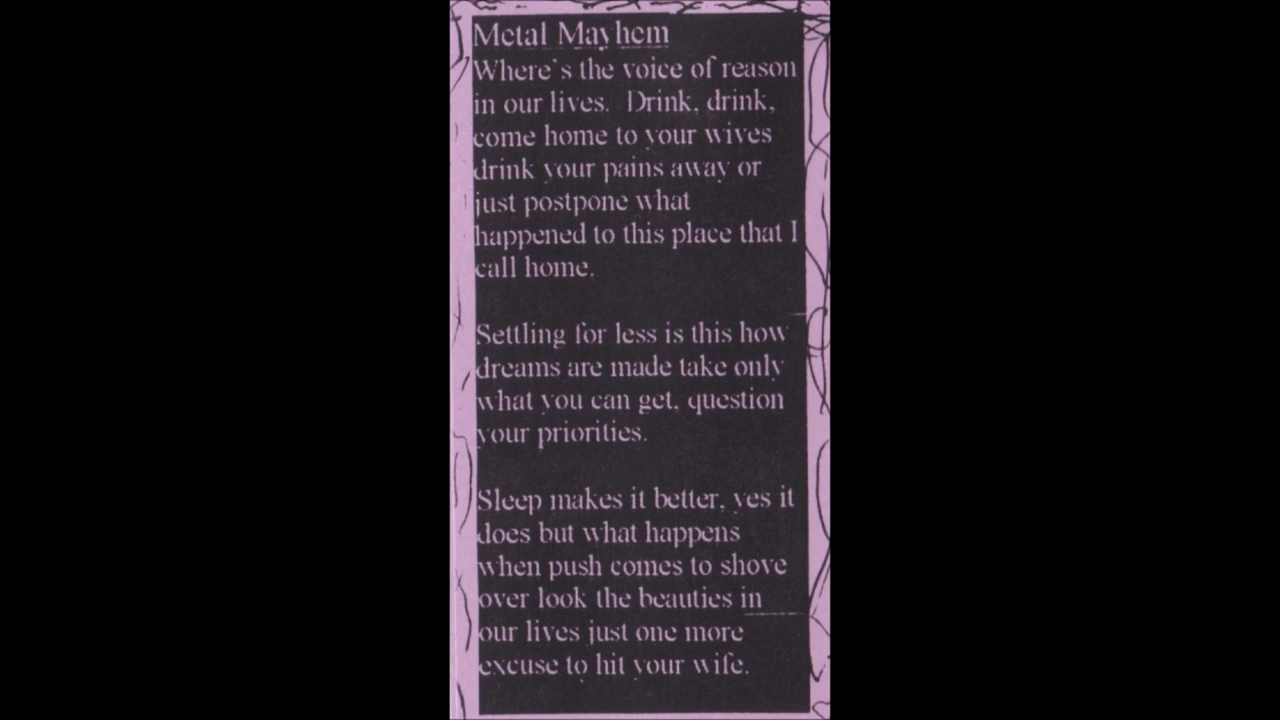 Metal Mayhem
Where's the voice of reason
in our lives.  Drink, drink,
come home to your wives
drink your pains away or
just postpone what
happened to this place that I
call home.

Settling for less is this how
dreams are made take only
what you can get, question
your priorities.

Sleep makes it better, yes it
does but what happens
when push comes to shove
over look the beauties in
our lives just one more
excuse to hit your wife.